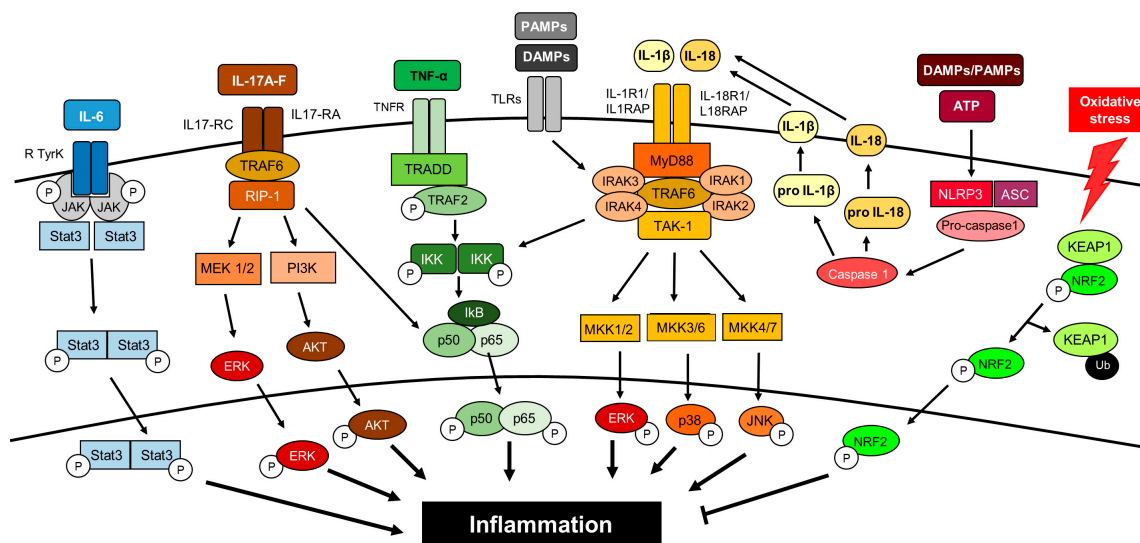 PAMPs
DAMPs
IL-1β
IL-18
IL-17A-F
TNF-α
DAMPs/PAMPs
ATP
Oxidative
stress
IL-6
IL17-RC
IL17-RA
TNFR
TLRs
IL-1R1/
IL1RAP
IL-18R1/
L18RAP
IL-1β
IL-18
R TyrK
P
P
JAK
JAK
Stat3
Stat3
TRAF6
RIP-1
TRADD
TRAF2
P
MyD88
IRAK3
IRAK1
TRAF6
IRAK4
IRAK2
TAK-1
pro IL-1β
pro IL-18
NLRP3
ASC
Pro-caspase1
Caspase 1
KEAP1
NRF2
P
MEK 1/2
PI3K
IKK
IKK
P
P
IkB
p50
p65
MKK1/2
MKK3/6
MKK4/7
Stat3
Stat3
P
P
ERK
AKT
KEAP1
Ub
NRF2
P
Stat3
Stat3
P
P
ERK
P
AKT
P
p50
p65
P
P
ERK
P
p38
P
JNK
P
NRF2
P
Inflammation